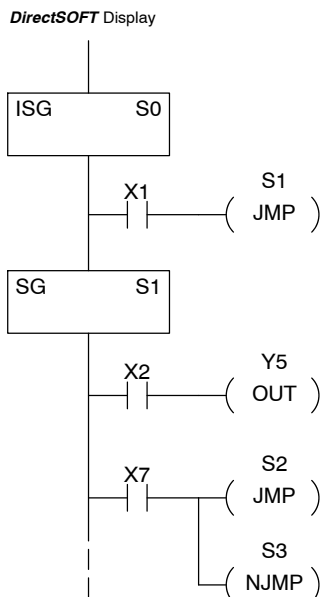 DirectSOFT Display
ISG S0
S1
X1
JMP
SG S1
Y5
X2
OUT
S2
X7
JMP
S3
NJMP